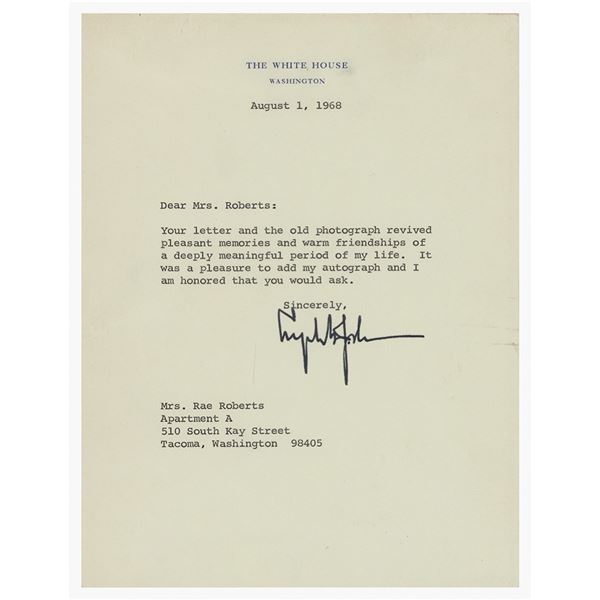 THE WHITE HOUSE
WASHINGTON
August 1, 1968
Dear Mrs. Roberts:
Your letter and the old photograph revived
pleasant memories and warm friendships of
a deeply meaningful period of my life. It
was a pleasure to add my autograph and I
am honored that you would ask.
Sincerely,
Mrs. Rae Roberts
Apartment A
510 South Kay Street
Tacoma, Washington 98405